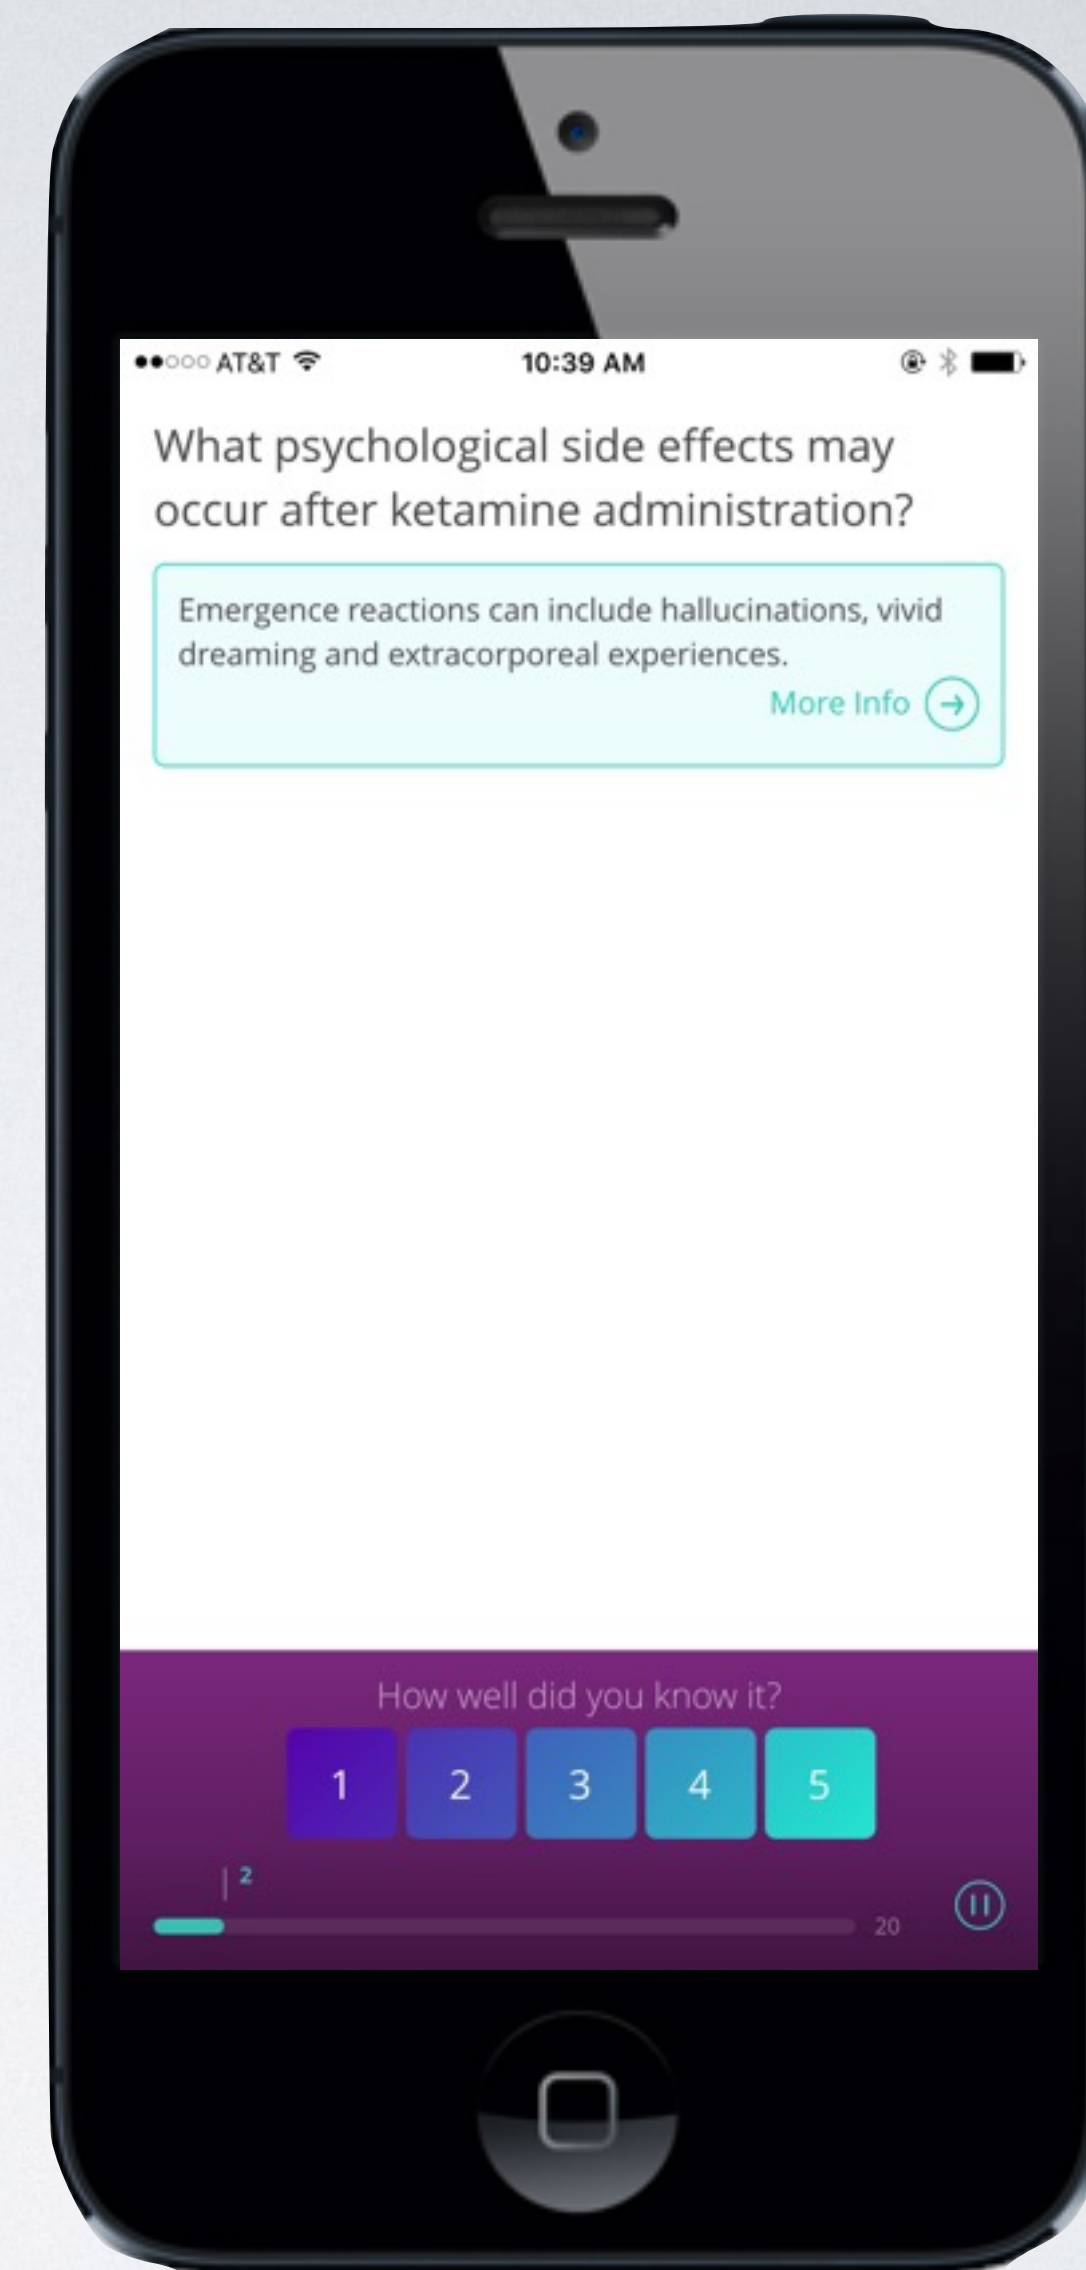 AT&T 10:39 AM
What psychological side effects may
occur after ketamine administration?
Emergence reactions can include hallucinations, vivid
dreaming and extracorporeal experiences.
More Info
How well did you know it?
1 2 3 4 5
2
20